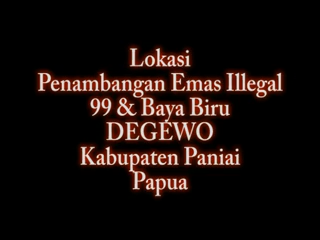 Lokasi
Penambangan Emas Illegal
99 & Baya Biru
DEGEWO
Kabupaten Paniai
Papua